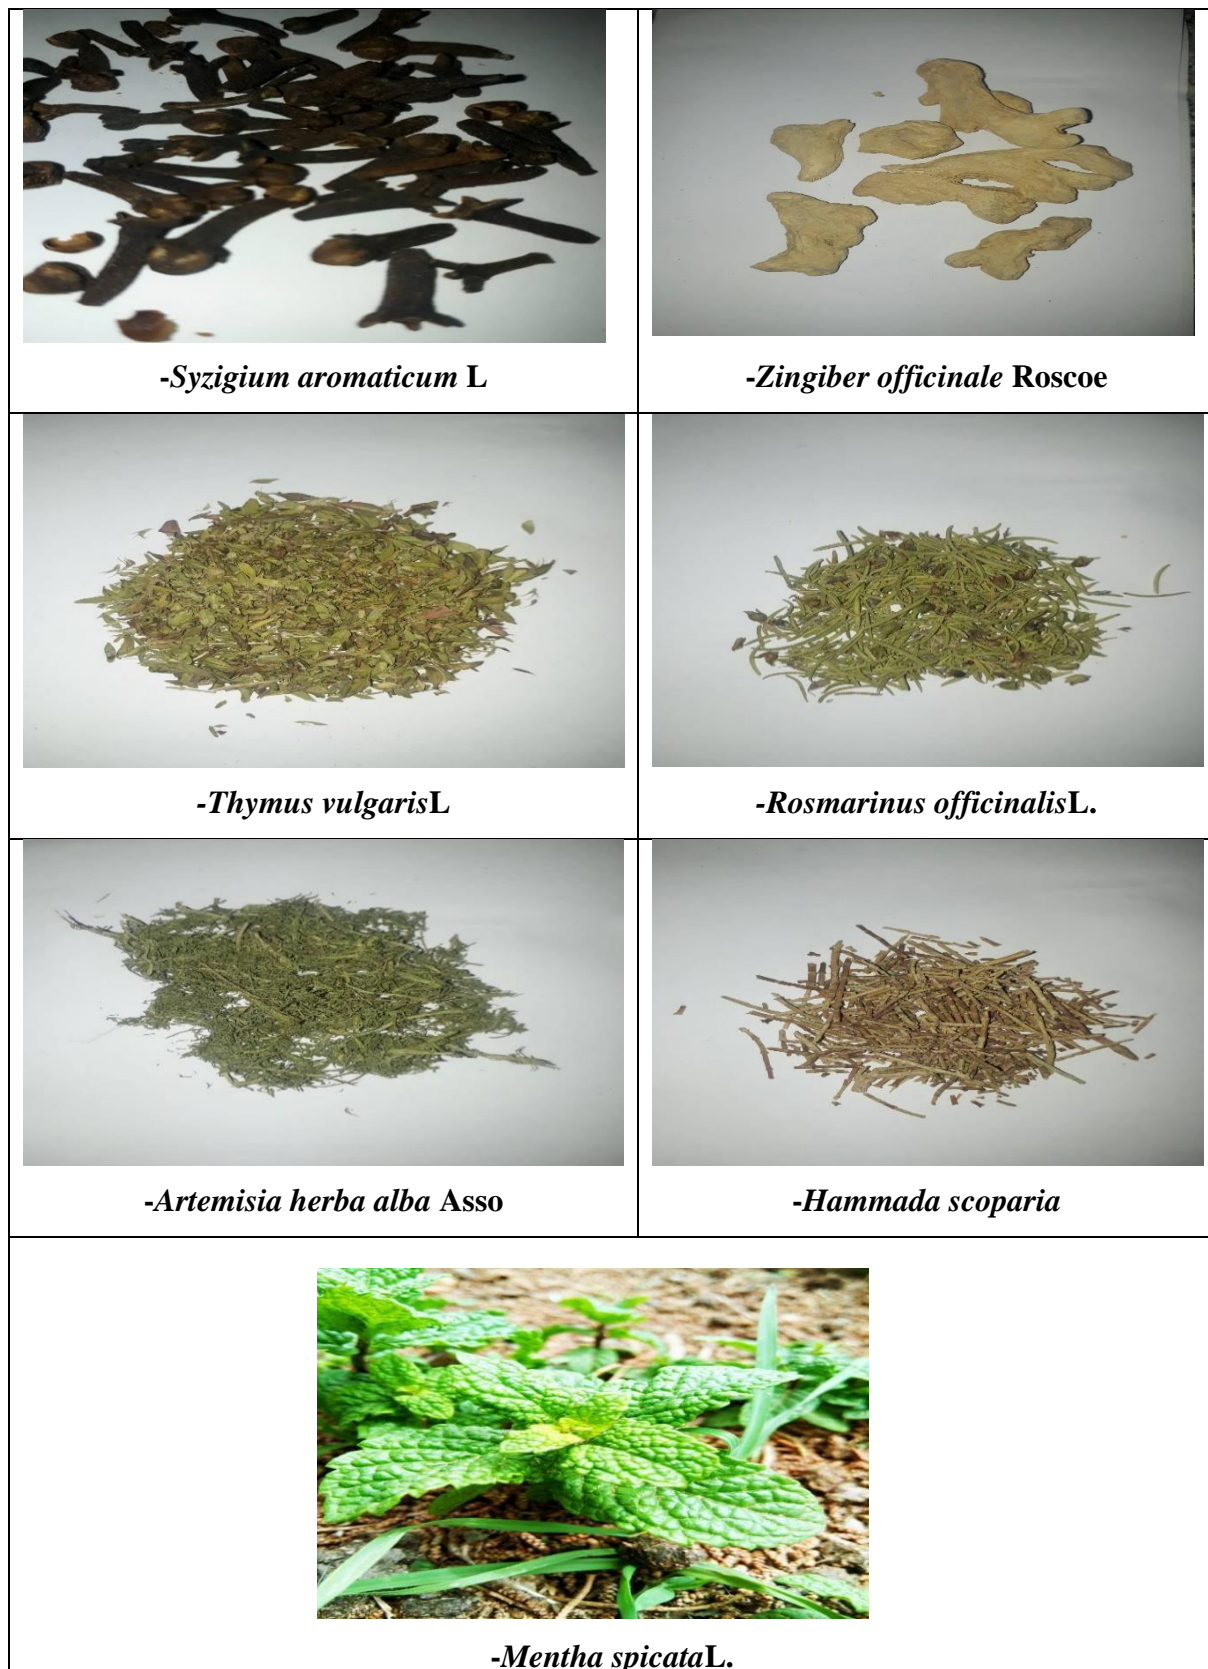 -Syzigium aromaticum L
-Zingiber officinale Roscoe
-Thymus vulgarisL
-Rosmarinus officinalisL.
-Artemisia herba alba Asso
-Hammada scoparia
-Mentha spicataL.